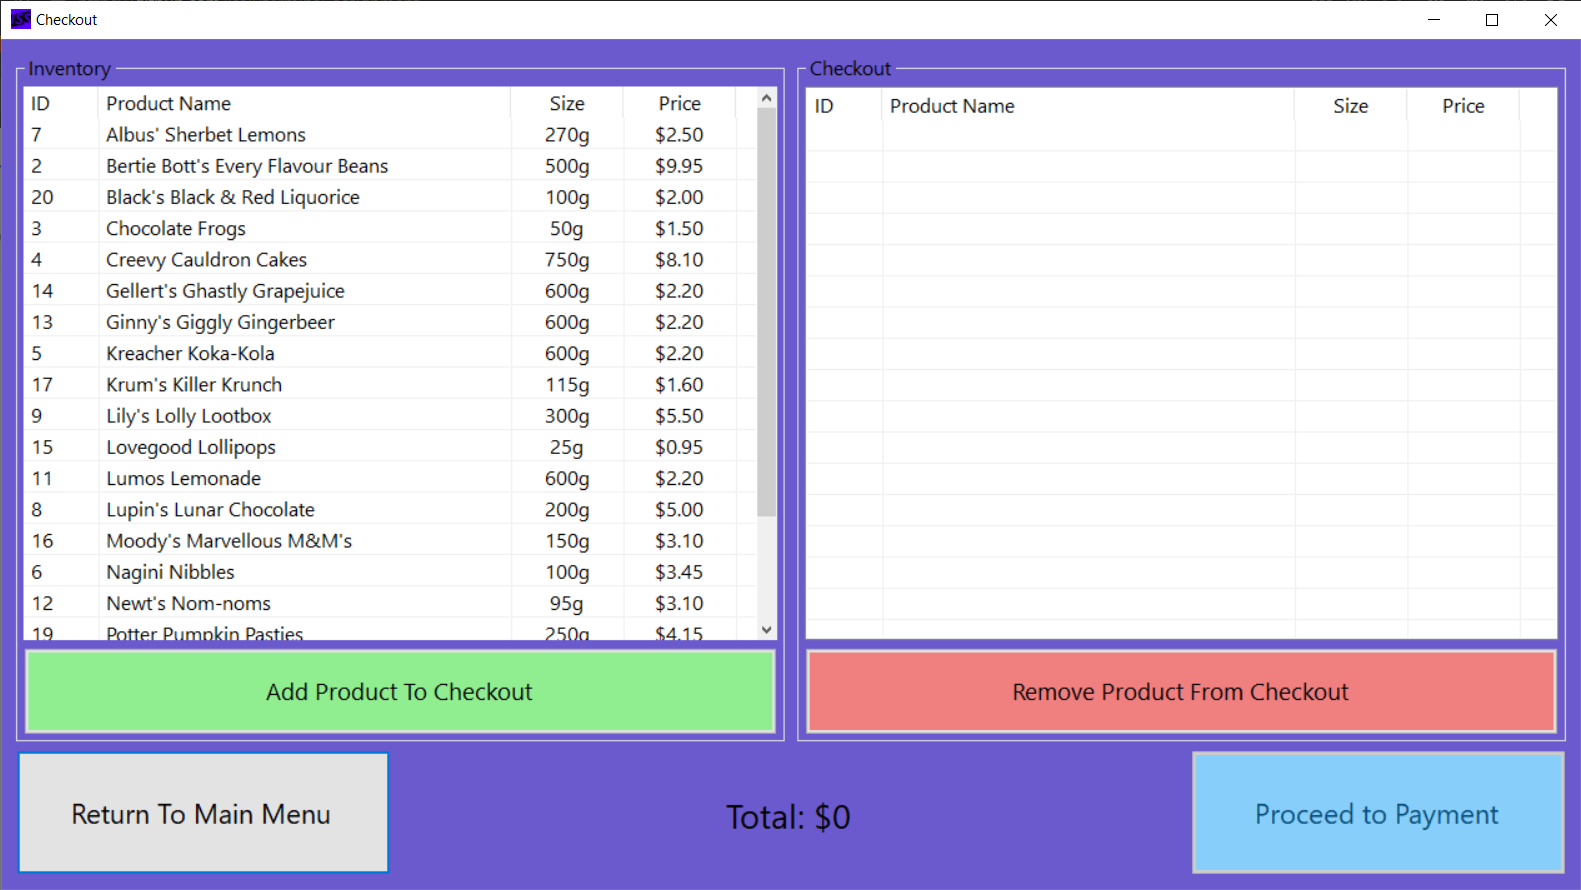 Checkout
Inventory
ID Product Name Size Price
7 Albus' Sherbet Lemons 270g $2.50
2 Bertie Bott's Every Flavour Beans 500g $9.95
20 Black's Black & Red Liquorice 100g $2.00
3 Chocolate Frogs 50g $1.50
4 Creevy Cauldron Cakes 750g $8.10
14 Gellert's Ghastly Grapejuice 600g $2.20
13 Ginny's Giggly Gingerbeer 600g $2.20
5 Kreacher Koka-Kola 600g $2.20
17 Krum's Killer Krunch 115g $1.60
9 Lily's Lolly Lootbox 300g $5.50
15 Lovegood Lollipops 25g $0.95
11 Lumos Lemonade 600g $2.20
8 Lupin's Lunar Chocolate 200g $5.00
16 Moody's Marvellous M&M's 150g $3.10
6 Nagini Nibbles 100g $3.45
12 Newt's Nom-noms 95g $3.10
19 Potter Pumpkin Pasties 250g $4.15
Add Product To Checkout
Checkout
ID Product Name Size Price
Remove Product From Checkout
Return To Main Menu
Total: $0
Proceed to Payment